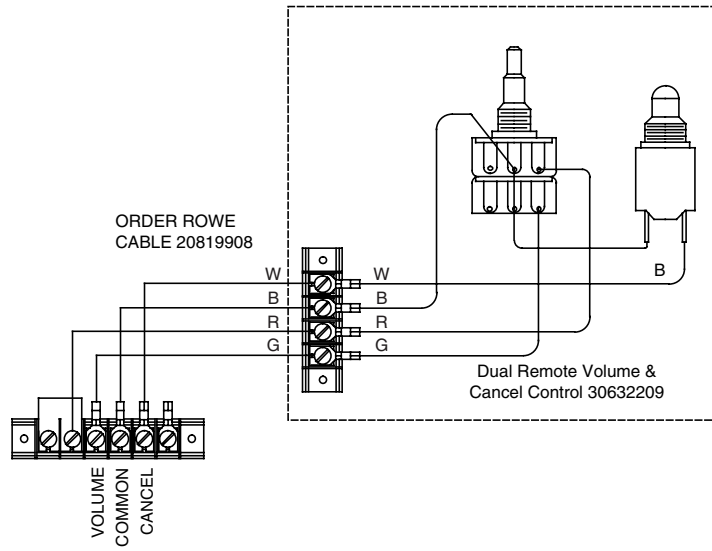 ORDER ROWE
CABLE 20819908
W W
B B
R R
G G
B
Dual Remote Volume &
Cancel Control 30632209
VOLUME
COMMON
CANCEL